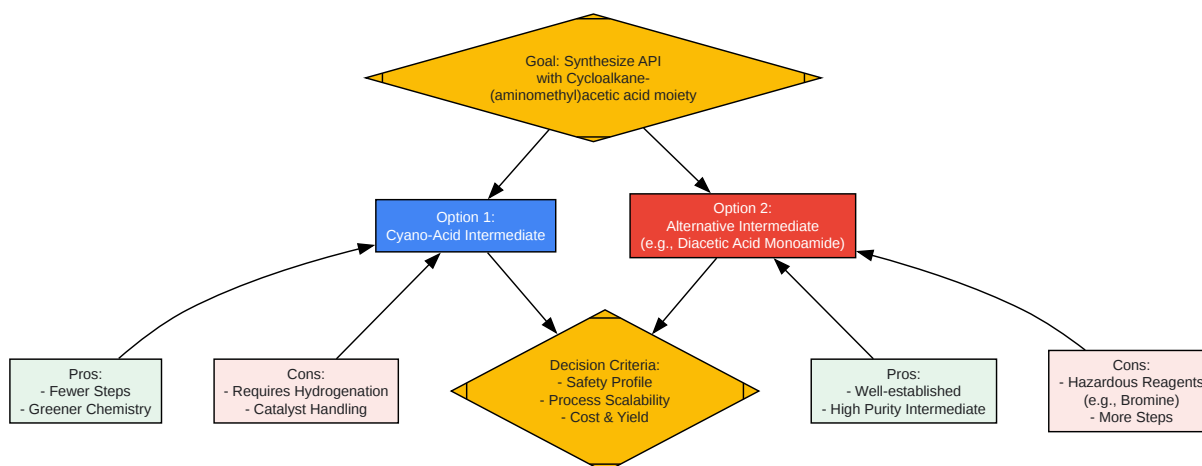 Goal: Synthesize API
with Cycloalkane-
(aminomethyl)acetic acid moiety
Option 1:
Cyano-Acid Intermediate
Option 2:
Alternative Intermediate
(e.g., Diacetic Acid Monoamide)
Pros:
- Fewer Steps
- Greener Chemistry
Cons:
- Requires Hydrogenation
- Catalyst Handling
Decision Criteria:
- Safety Profile
- Process Scalability
- Cost & Yield
Pros:
- Well-established
- High Purity Intermediate
Cons:
- Hazardous Reagents
(e.g., Bromine)
- More Steps